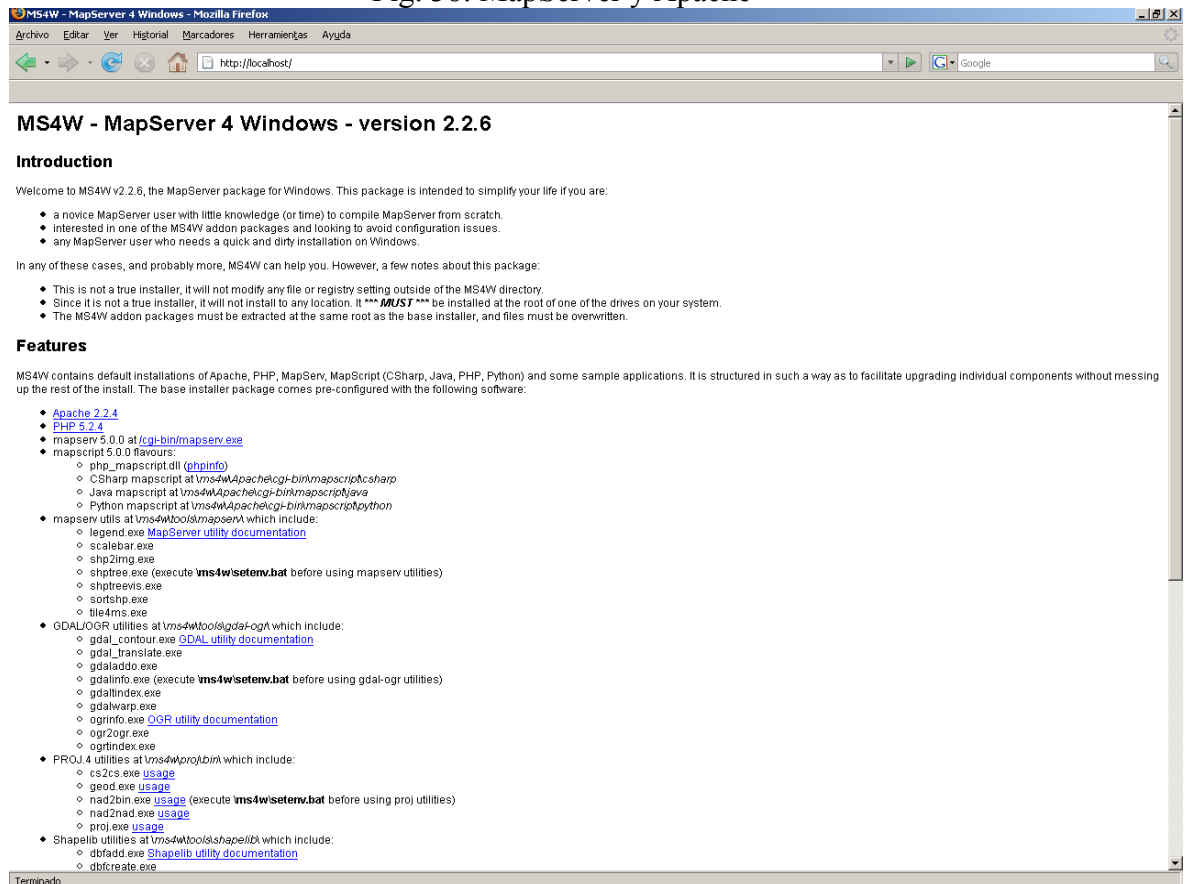 Fig. 38. MapServer y Apache
MS4W - MapServer 4 Windows - Mozilla Firefox
Archivo Editar Ver Historial Marcadores Herramientas Ayuda
http://localhost/
Google
MS4W - MapServer 4 Windows - version 2.2.6
Introduction
Welcome to MS4W v2.2.6, the MapServer package for Windows. This package is intended to simplify your life if you are:
a novice MapServer user with little knowledge (or time) to compile MapServer from scratch.
interested in one of the MS4W addon packages and looking to avoid configuration issues.
any MapServer user who needs a quick and dirty installation on Windows.
In any of these cases, and probably more, MS4W can help you. However, a few notes about this package:
This is not a true installer, it will not modify any file or registry setting outside of the MS4W directory.
Since it is not a true installer, it will not install to any location. It *** MUST *** be installed at the root of one of the drives on your system.
The MS4W addon packages must be extracted at the same root as the base installer, and files must be overwritten.
Features
MS4W contains default installations of Apache, PHP, MapServ, MapScript (CSharp, Java, PHP, Python) and some sample applications. It is structured in such a way as to facilitate upgrading individual components without messing
up the rest of the install. The base installer package comes pre-configured with the following software:
Apache 2.2.4
PHP 5.2.4
mapserv 5.0.0 at /cgi-bin/mapserv.exe
mapscript 5.0.0 flavours:
php_mapscript.dll (phpinfo)
CSharp mapscript at \ms4w\Apache\cgi-bin\mapscript\csharp
Java mapscript at \ms4w\Apache\cgi-bin\mapscript\java
Python mapscript at \ms4w\Apache\cgi-bin\mapscript\python
mapserv utils at \ms4w\tools\mapserv\ which include:
legend.exe MapServer utility documentation
scalebar.exe
shp2img.exe
shptree.exe (execute \ms4w\setenv.bat before using mapserv utilities)
shptreevis.exe
sortshp.exe
tile4ms.exe
GDAL/OGR utilities at \ms4w\tools\gdal-ogr\ which include:
gdal_contour.exe GDAL utility documentation
gdal_translate.exe
gdaladdo.exe
gdalinfo.exe (execute \ms4w\setenv.bat before using gdal-ogr utilities)
gdaltindex.exe
gdalwarp.exe
ogrinfo.exe OGR utility documentation
ogr2ogr.exe
ogrtindex.exe
PROJ.4 utilities at \ms4w\proj\bin\ which include:
cs2cs.exe usage
geod.exe usage
nad2bin.exe usage (execute \ms4w\setenv.bat before using proj utilities)
nad2nad.exe usage
proj.exe usage
Shapelib utilities at \ms4w\tools\shapelib\ which include:
dbfadd.exe Shapelib utility documentation
dbfcreate.exe
Terminado